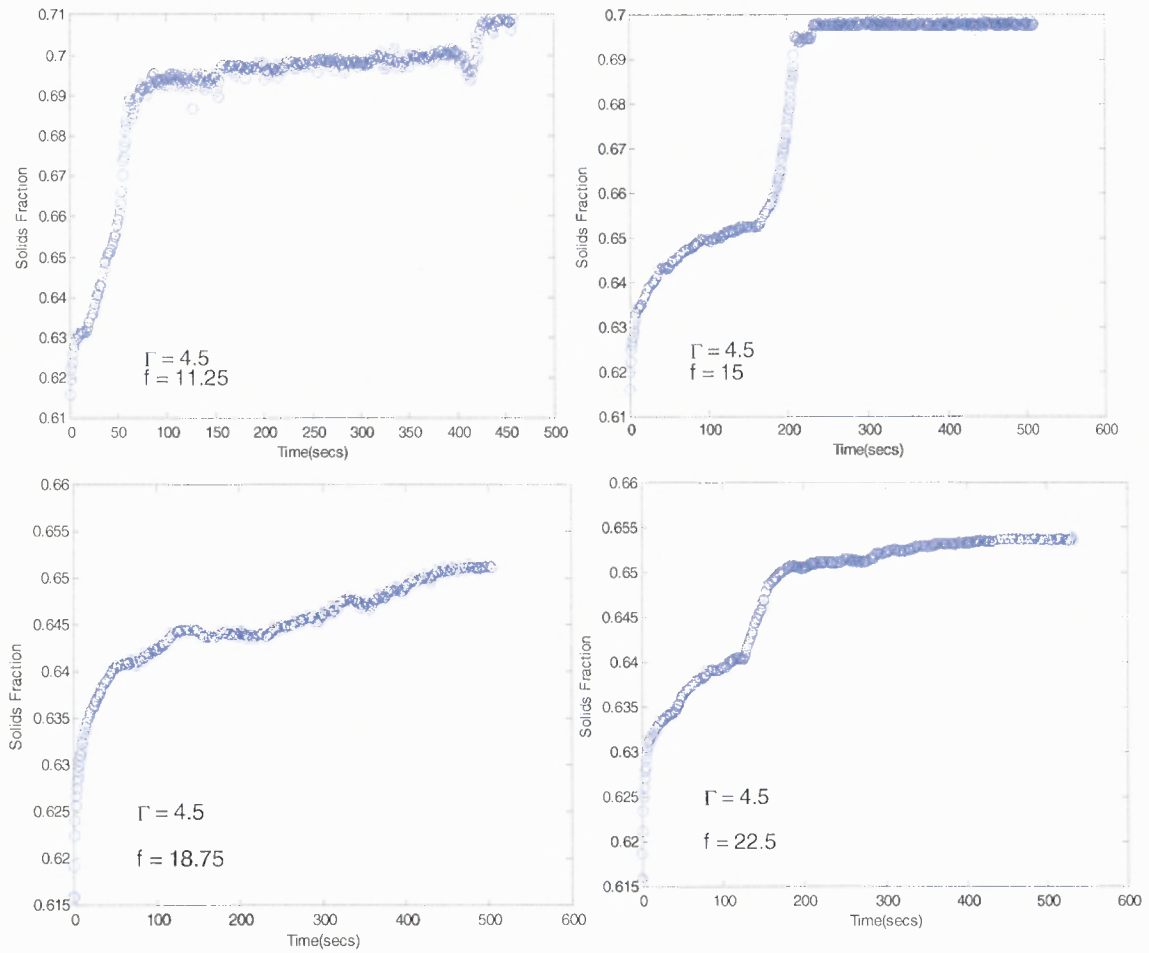 0.71
0.7
0.69
0.68
0.67
0.66
0.65
0.64
0.63
0.62
0.61
Solids Fraction
Γ = 4.5
f = 11.25
0 50 100 150 200 250 300 350 400 450 500
Time(secs)
0.7
0.69
0.68
0.67
0.66
0.65
0.64
0.63
0.62
0.61
Solids Fraction
Γ = 4.5
f = 15
0 100 200 300 400 500 600
Time(secs)
0.66
0.655
0.650
0.645
0.64
0.635
0.63
0.625
0.62
0.615
Solids Fraction
Γ = 4.5
f = 18.75
0 100 200 300 400 500 600
Time(secs)
0.66
0.655
0.65
0.645
0.64
0.635
0.63
0.625
0.62
0.615
Solids Fraction
Γ = 4.5
f = 22.5
0 100 200 300 400 500 600
Time(secs)